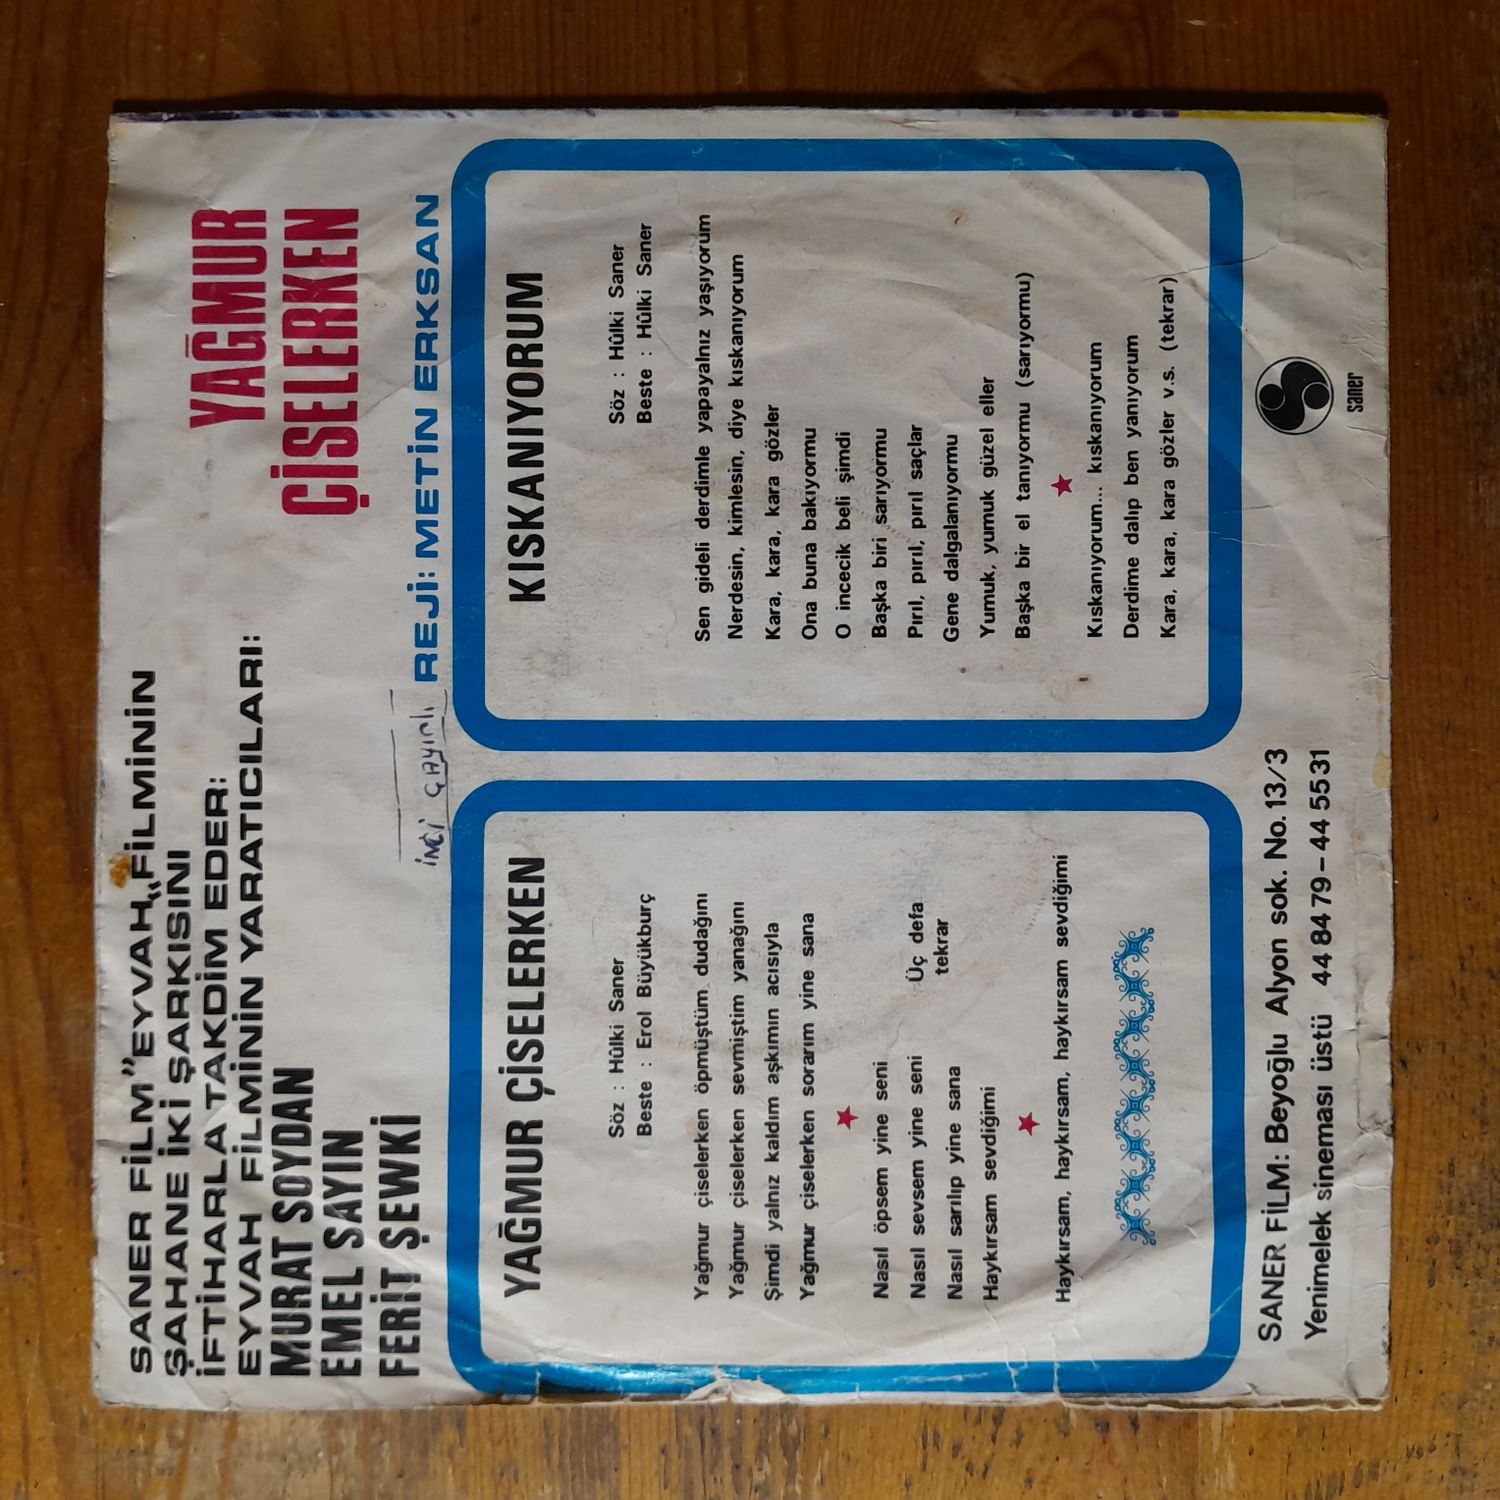 SANER FİLM "EYVAH„ FİLMİNİN
ŞAHANE İKİ ŞARKISINI
İFTİHARLA TAKDİM EDER:
EYVAH FİLMİNİN YARATICILARI:
MURAT SOYDAN
EMEL SAYIN
FERİT ŞEWKİ
YAĞMUR
ÇİSELERKEN
inci çayırlı
REJİ: METİN ERKSAN
YAĞMUR ÇİSELERKEN
Söz : Hûlki Saner
Beste : Erol Büyükburç
Yağmur çiselerken öpmüştüm dudağını
Yağmur çiselerken sevmiştim yanağını
Şimdi yalnız kaldım aşkımın acısıyla
Yağmur çiselerken sorarım yine sana
Nasıl öpsem yine seni
Nasıl sevsem yine seni
Nasıl sarılıp yine sana
Haykırsam sevdiğimi
Üç defa
tekrar
Haykırsam, haykırsam, haykırsam sevdiğimi
KISKANIYORUM
Söz : Hûlki Saner
Beste : Hûlki Saner
Sen gideli derdimle yapayalnız yaşıyorum
Nerdesin, kimlesin, diye kıskanıyorum
Kara, kara, kara gözler
Ona buna bakıyormu
O incecik beli şimdi
Başka biri sarıyormu
Pırıl, pırıl, pırıl saçlar
Gene dalgalanıyormu
Yumuk, yumuk güzel eller
Başka bir el tanıyormu (sarıyormu)
Kıskanıyorum... kıskanıyorum
Derdime dalıp ben yanıyorum
Kara, kara, kara gözler v.s. (tekrar)
SANER FİLM: Beyoğlu Alyon sok. No. 13/3
Yenimelek sineması üstü 44 84 79 – 44 55 31
saner